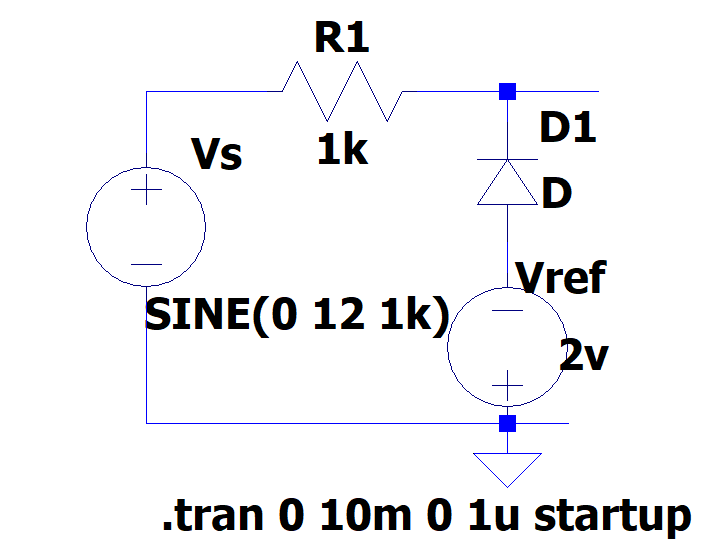 R1
1k
Vs
D1
D
Vref
SINE(0 12 1k)
2v
.tran 0 10m 0 1u startup